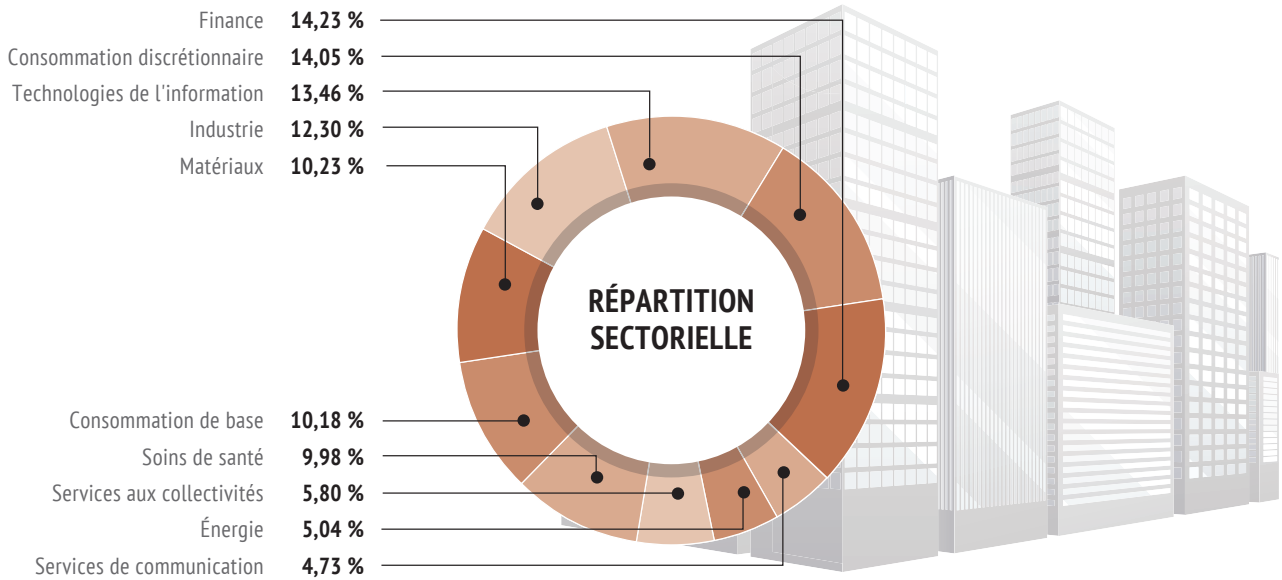 Finance 14,23 %
Consommation discrétionnaire 14,05 %
Technologies de l'information 13,46 %
Industrie 12,30 %
Matériaux 10,23 %
RÉPARTITION
SECTORIELLE
Consommation de base 10,18 %
Soins de santé 9,98 %
Services aux collectivités 5,80 %
Énergie 5,04 %
Services de communication 4,73 %